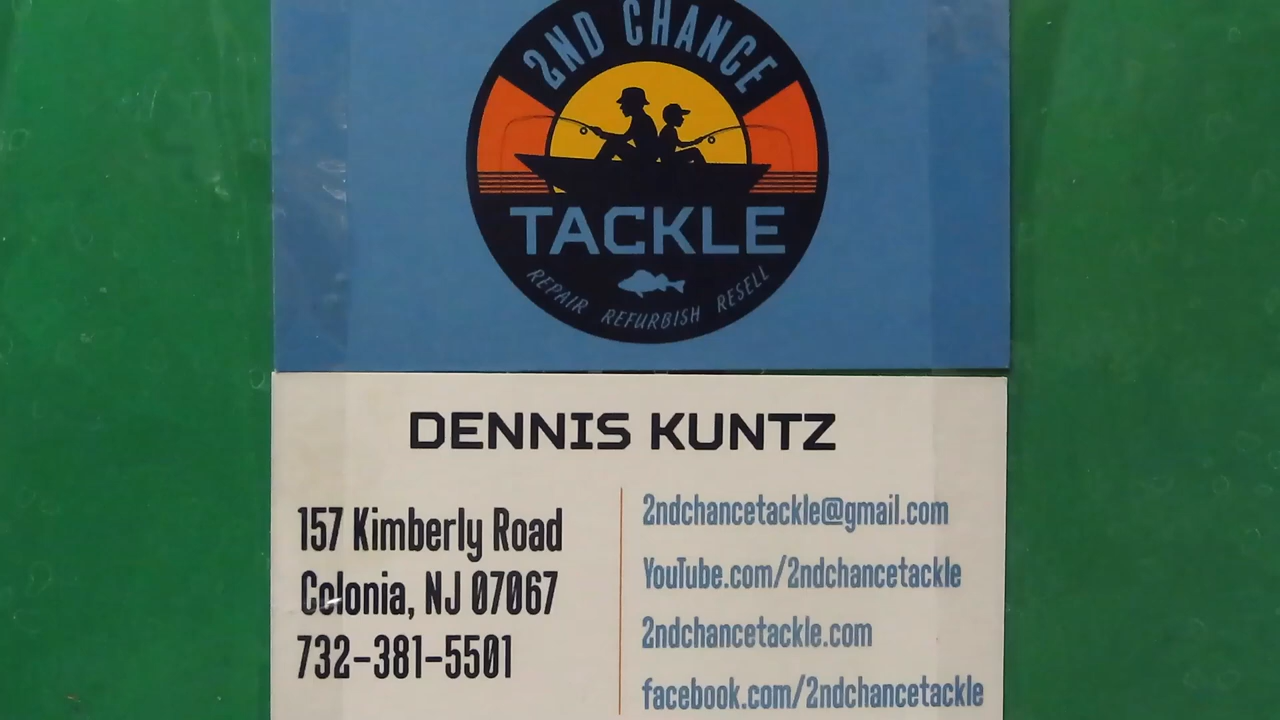 2ND CHANCE
TACKLE
REPAIR REFURBISH RESELL
DENNIS KUNTZ
157 Kimberly Road
Colonia, NJ 07067
732-381-5501
2ndchancetackle@gmail.com
YouTube.com/2ndchancetackle
2ndchancetackle.com
facebook.com/2ndchancetackle